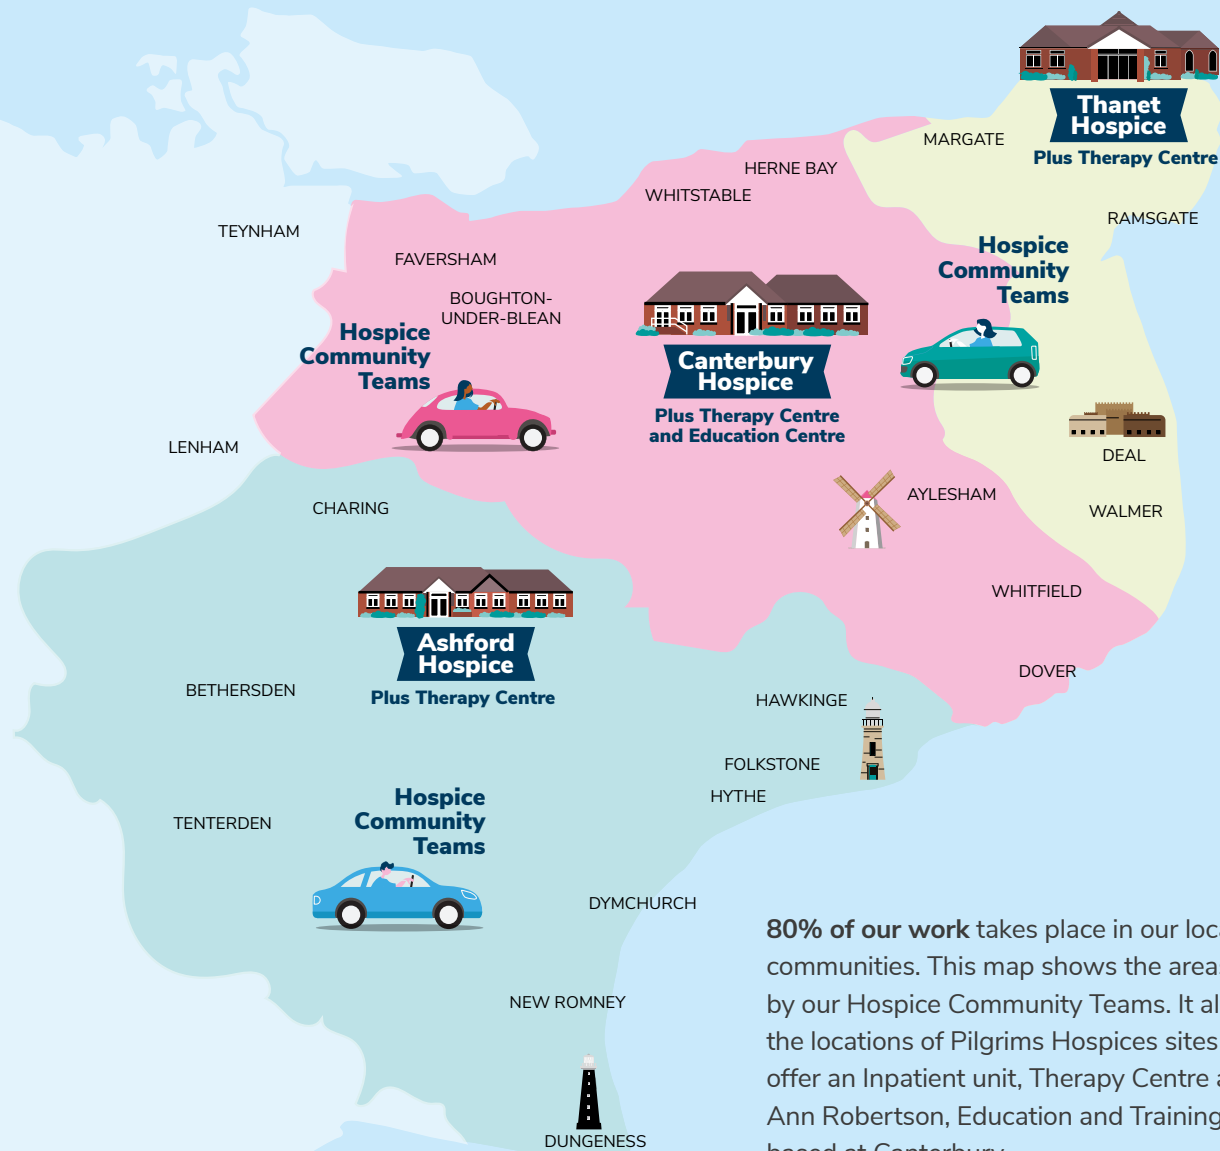 Thanet
Hospice
Plus Therapy Centre
MARGATE
HERNE BAY
WHITSTABLE
RAMSGATE
TEYNHAM
FAVERSHAM
Hospice
Community
Teams
BOUGHTON-
UNDER-BLEAN
Hospice
Community
Teams
Canterbury
Hospice
Plus Therapy Centre
and Education Centre
LENHAM
DEAL
CHARING
AYLESHAM
WALMER
WHITFIELD
Ashford
Hospice
Plus Therapy Centre
DOVER
BETHERSDEN
HAWKINGE
FOLKSTONE
HYTHE
Hospice
Community
Teams
TENTERDEN
DYMCHURCH
80% of our work takes place in our
communities. This map shows the
by our Hospice Community Teams. It
the locations of Pilgrims Hospices sites
offer an Inpatient unit, Therapy Centre
Ann Robertson, Education and Training
based at Canterbury
NEW ROMNEY
DUNGENESS